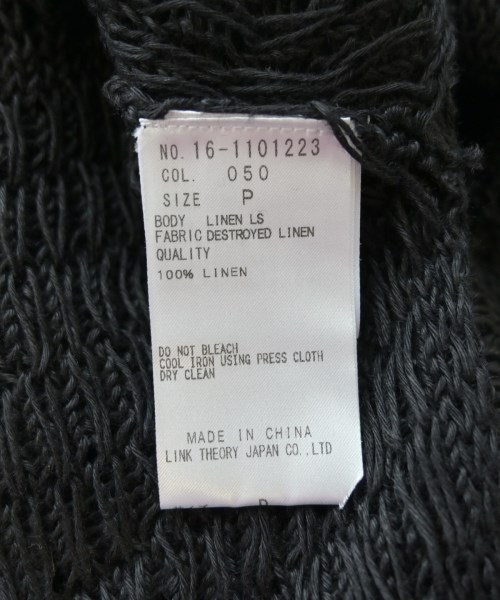 NO. 16-1101223
COL. 050
SIZE P
BODY LINEN LS
FABRIC DESTROYED LINEN
QUALITY
100% LINEN
DO NOT BLEACH
COOL IRON USING PRESS CLOTH
DRY CLEAN
MADE IN CHINA
LINK THEORY JAPAN CO.,LTD